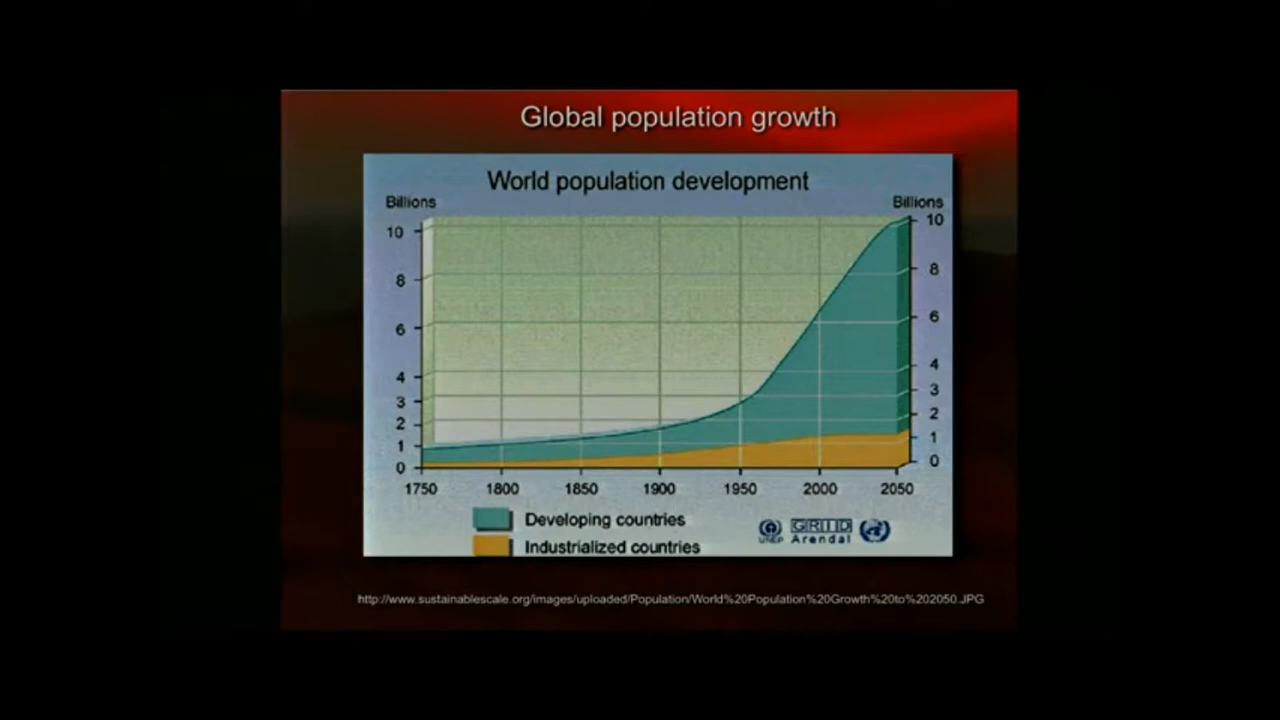 Global population growth
World population development
Billions
Billions
10
8
6
4
3
2
1
0
10
8
6
4
3
2
1
0
1750 1800 1850 1900 1950 2000 2050
Developing countries
Industrialized countries
UNEP
GRID
Arendal
http://www.sustainablescale.org/images/uploaded/Population/World%20Population%20Growth%20to%202050.JPG